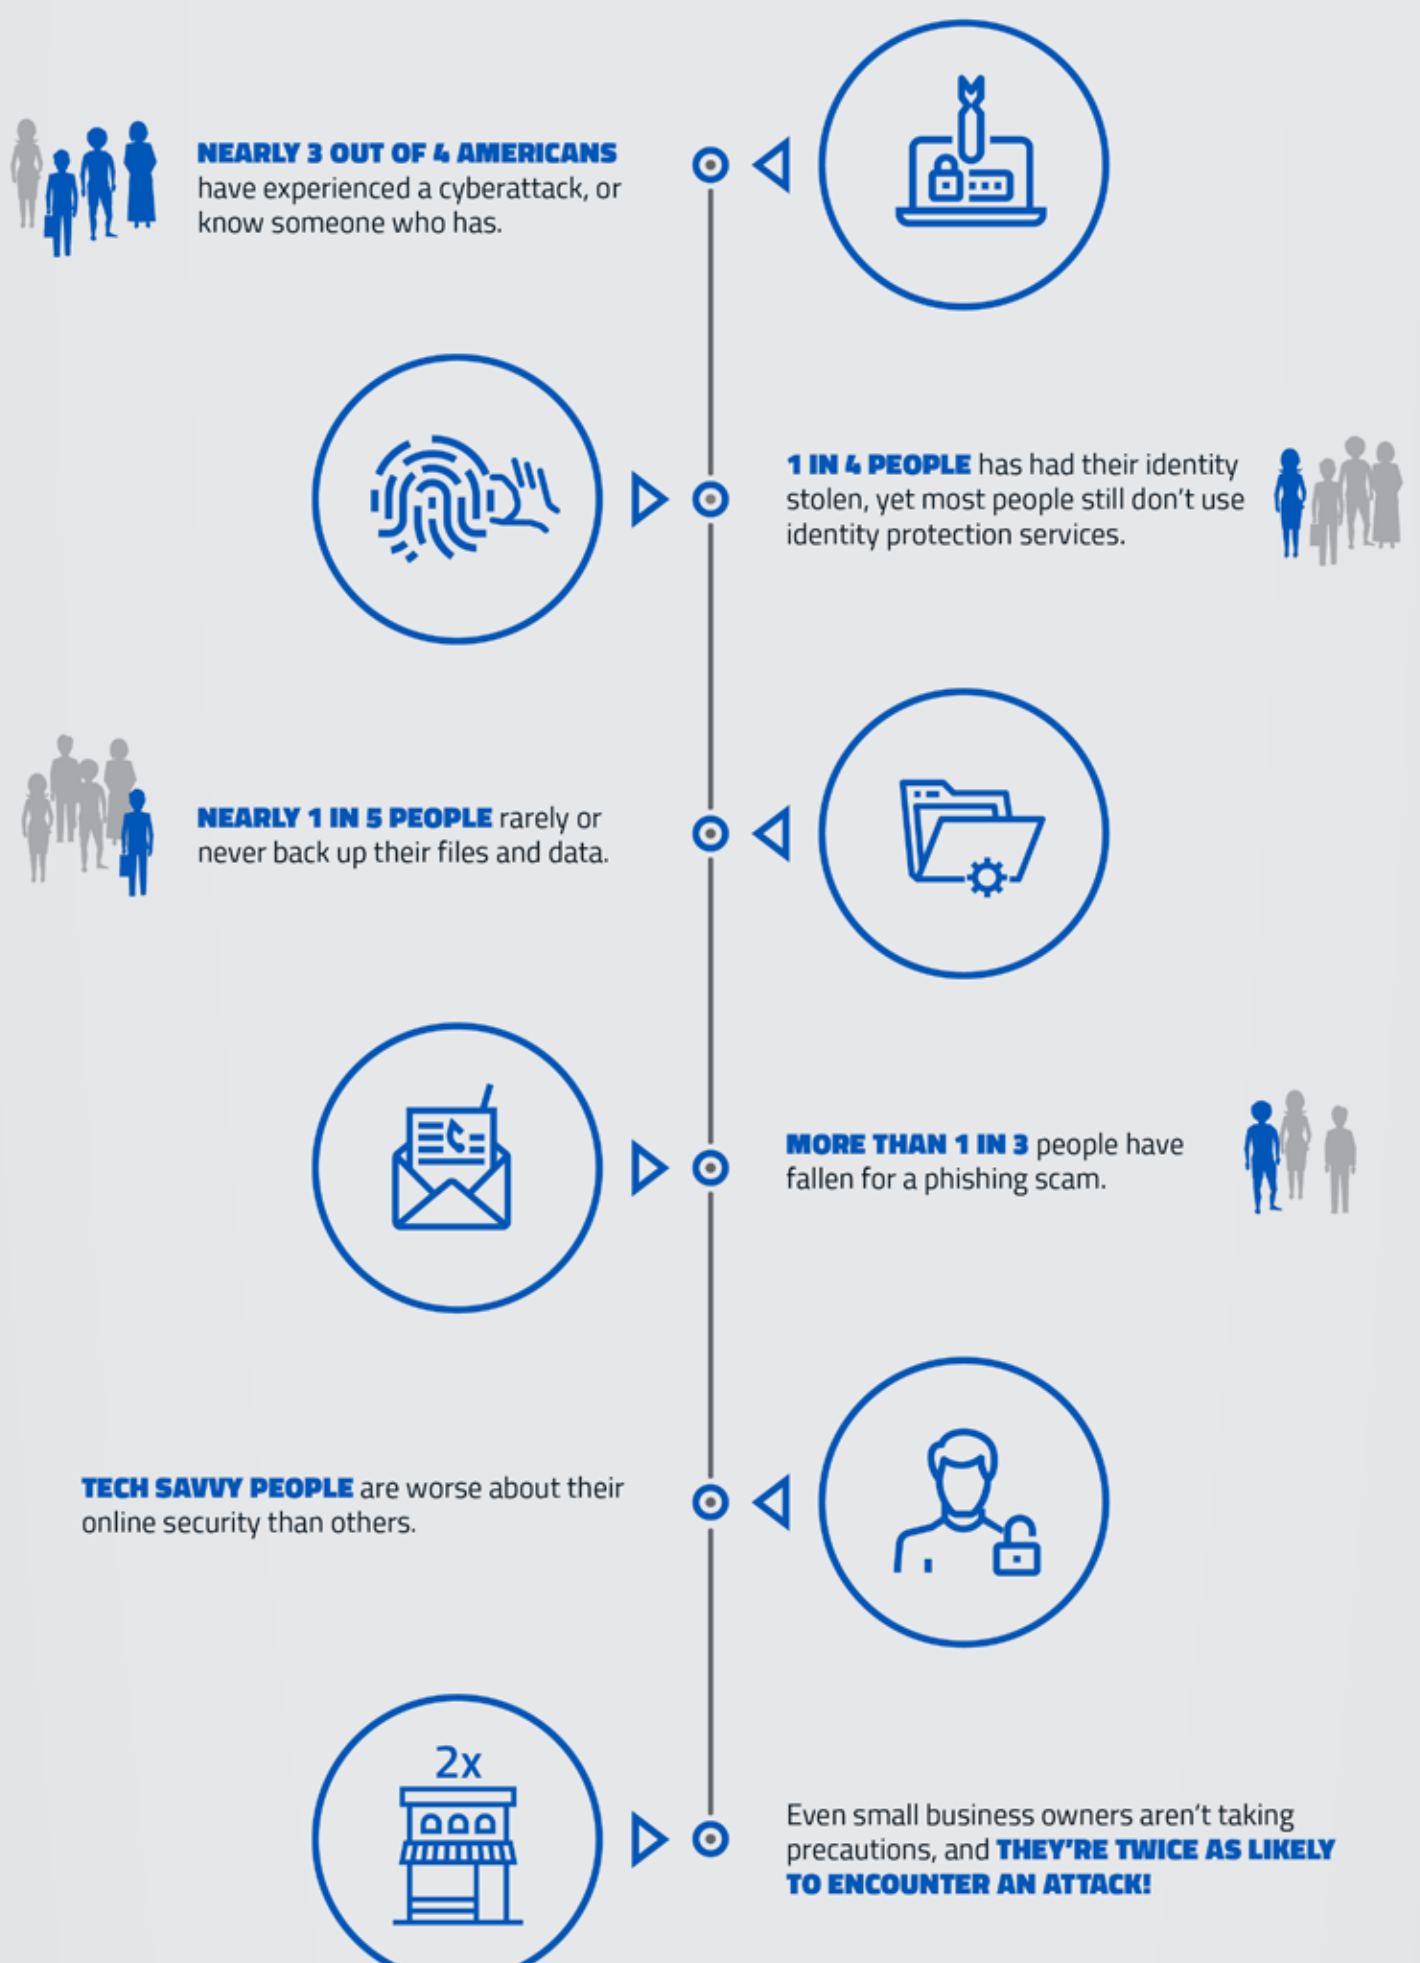 NEARLY 3 OUT OF 4 AMERICANS
have experienced a cyberattack, or
know someone who has.
1 IN 4 PEOPLE has had their identity
stolen, yet most people still don't use
identity protection services.
NEARLY 1 IN 5 PEOPLE rarely or
never back up their files and data.
MORE THAN 1 IN 3 people have
fallen for a phishing scam.
TECH SAVVY PEOPLE are worse about their
online security than others.
2x
Even small business owners aren't taking
precautions, and THEY'RE TWICE AS LIKELY
TO ENCOUNTER AN ATTACK!